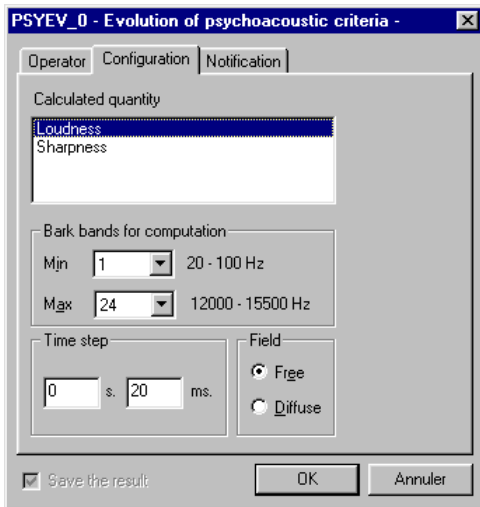 PSYEV_0 - Evolution of psychoacoustic criteria -
Operator Configuration Notification
Calculated quantity
Loudness
Sharpness
Bark bands for computation
Min 1 20 - 100 Hz
Max 24 12000 - 15500 Hz
Time step Field
0 s. 20 ms. Free
Diffuse
Save the result OK Annuler